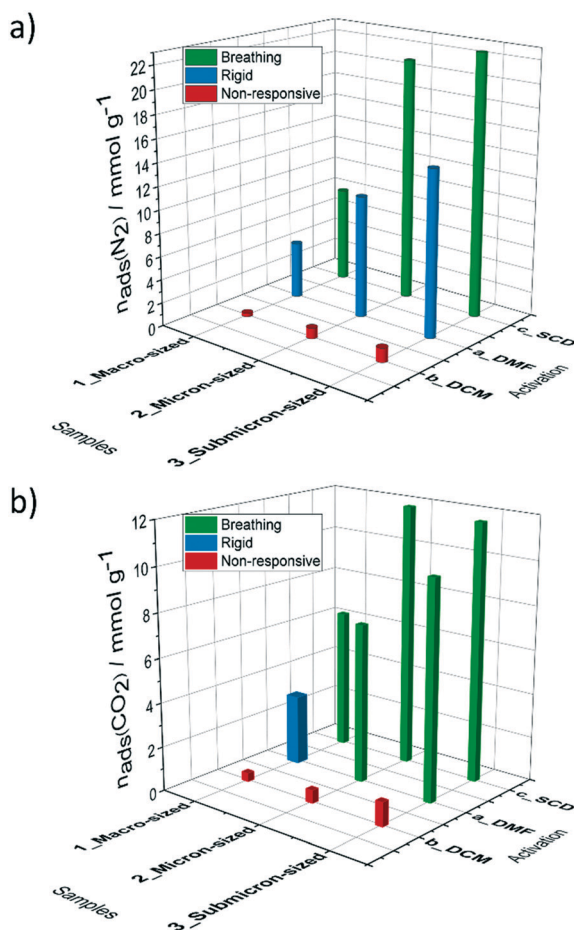 a)
Breathing
Rigid
Non-responsive
nads(N2) / mmol g-1
22
20
18
16
14
12
10
8
6
4
2
0
1_Macro-sized
2_Micron-sized
3_Submicron-sized
Samples
b_DCM
a_DMF
c_SCD
Activation
b)
Breathing
Rigid
Non-responsive
nads(CO2) / mmol g-1
12
10
8
6
4
2
0
1_Macro-sized
2_Micron-sized
3_Submicron-sized
Samples
b_DCM
a_DMF
c_SCD
Activation